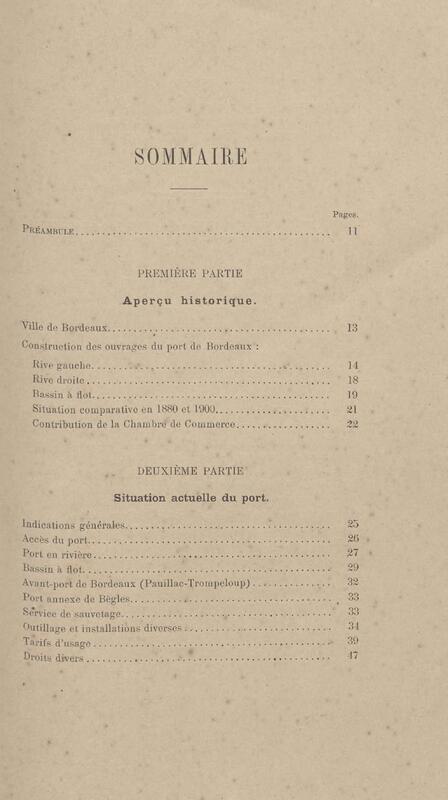 SOMMAIRE
Pages.
PRÉAMBULE 11
PREMIÈRE PARTIE
Aperçu historique.
Ville de Bordeaux 13
Construction des ouvrages du port de Bordeaux :
Rive gauche 14
Rive droite 18
Bassin à flot 19
Situation comparative en 1880 et 1900 21
Contribution de la Chambre de Commerce 22
DEUXIÈME PARTIE
Situation actuelle du port.
Indications générales 25
Accès du port 26
Port en rivière 27
Bassin à flot 29
Avant-port de Bordeaux (Pauillac-Trompeloup) 32
Port annexe de Bègles 33
Service de sauvetage 33
Outillage et installations diverses 34
Tarifs d'usage 39
Droits divers 47